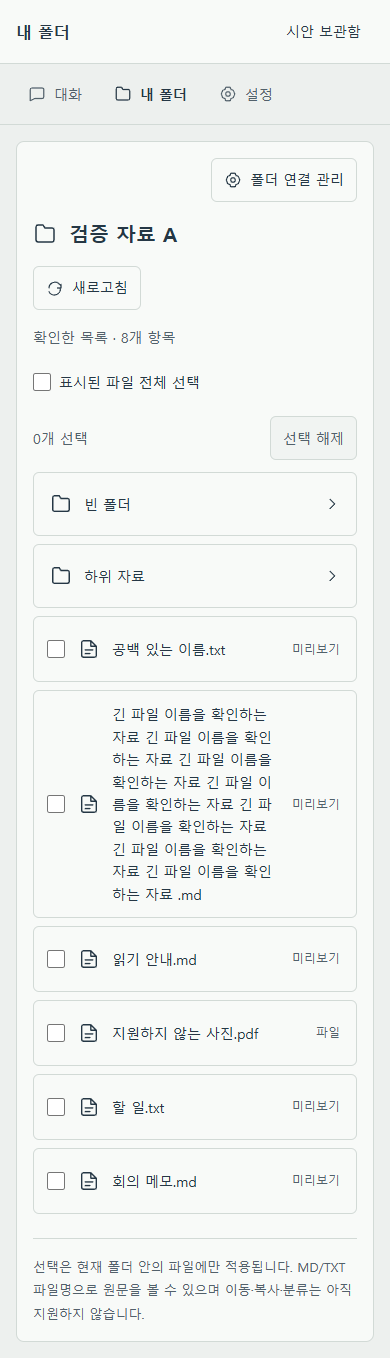 내 폴더
시안 보관함
대화
내 폴더
설정
폴더 연결 관리
검증 자료 A
새로고침
확인한 목록 · 8개 항목
표시된 파일 전체 선택
0개 선택
선택 해제
빈 폴더
하위 자료
공백 있는 이름.txt
미리보기
긴 파일 이름을 확인하는
자료 긴 파일 이름을 확인
하는 자료 긴 파일 이름을
확인하는 자료 긴 파일 이
름을 확인하는 자료 긴 파
일 이름을 확인하는 자료
긴 파일 이름을 확인하는
자료 긴 파일 이름을 확인
하는 자료 .md
미리보기
읽기 안내.md
미리보기
지원하지 않는 사진.pdf
파일
할 일.txt
미리보기
회의 메모.md
미리보기
선택은 현재 폴더 안의 파일에만 적용됩니다. MD/TXT
파일명으로 원문을 볼 수 있으며 이동·복사·분류는 아직
지원하지 않습니다.